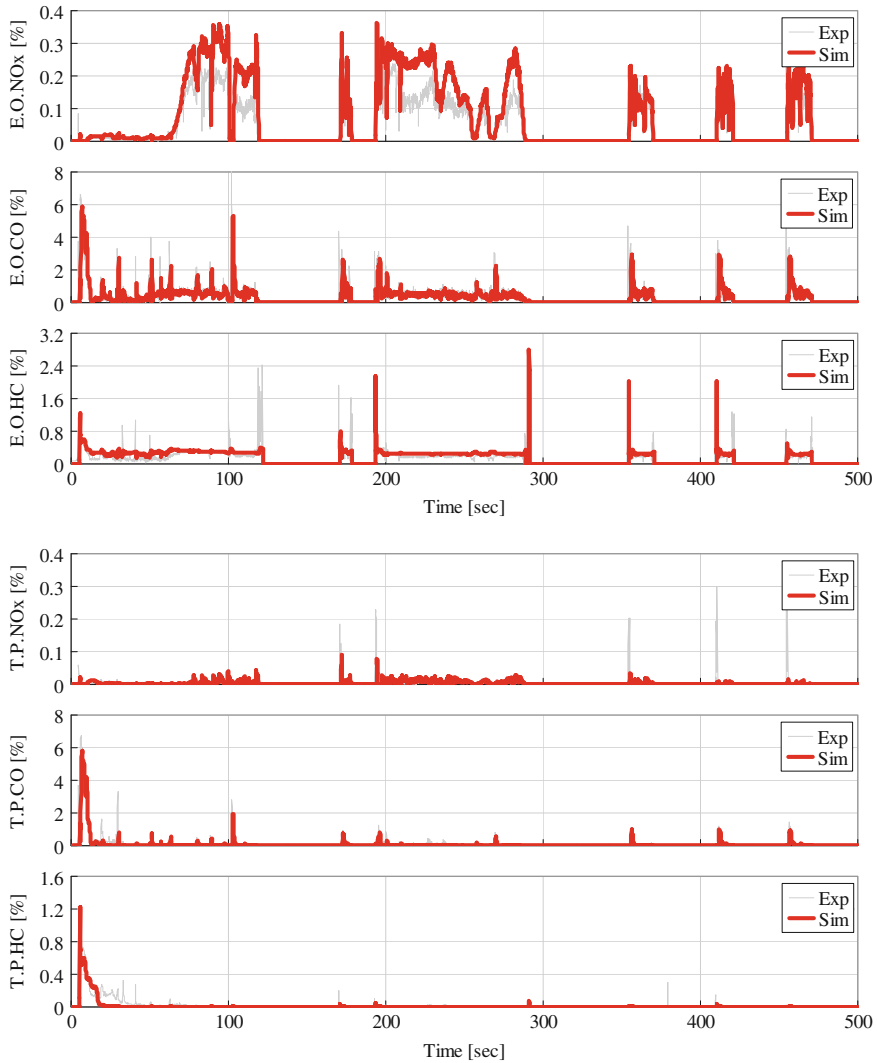 E.O.NOx [%]
0.4
0.3
0.2
0.1
0
Exp
Sim
E.O.CO [%]
8
6
4
2
0
Exp
Sim
E.O.HC [%]
3.2
2.4
1.6
0.8
0
Exp
Sim
0 100 200 300 400 500
Time [sec]
T.P.NOx [%]
0.4
0.3
0.2
0.1
0
Exp
Sim
T.P.CO [%]
8
6
4
2
0
Exp
Sim
T.P.HC [%]
1.6
1.2
0.8
0.4
0
Exp
Sim
0 100 200 300 400 500
Time [sec]